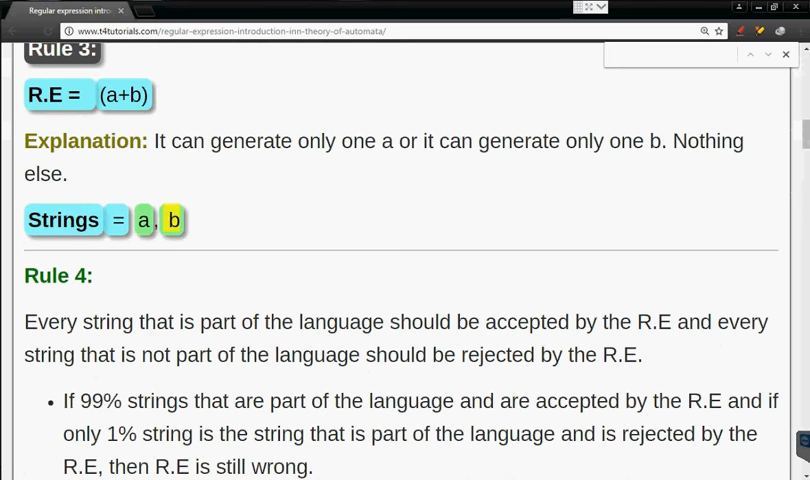 Regular expression intro
www.t4tutorials.com/regular-expression-introduction-inn-theory-of-automata/
Rule 3:
R.E = (a+b)
Explanation: It can generate only one a or it can generate only one b. Nothing
else.
Strings = a, b
Rule 4:
Every string that is part of the language should be accepted by the R.E and every
string that is not part of the language should be rejected by the R.E.
• If 99% strings that are part of the language and are accepted by the R.E and if
only 1% string is the string that is part of the language and is rejected by the
R.E, then R.E is still wrong.